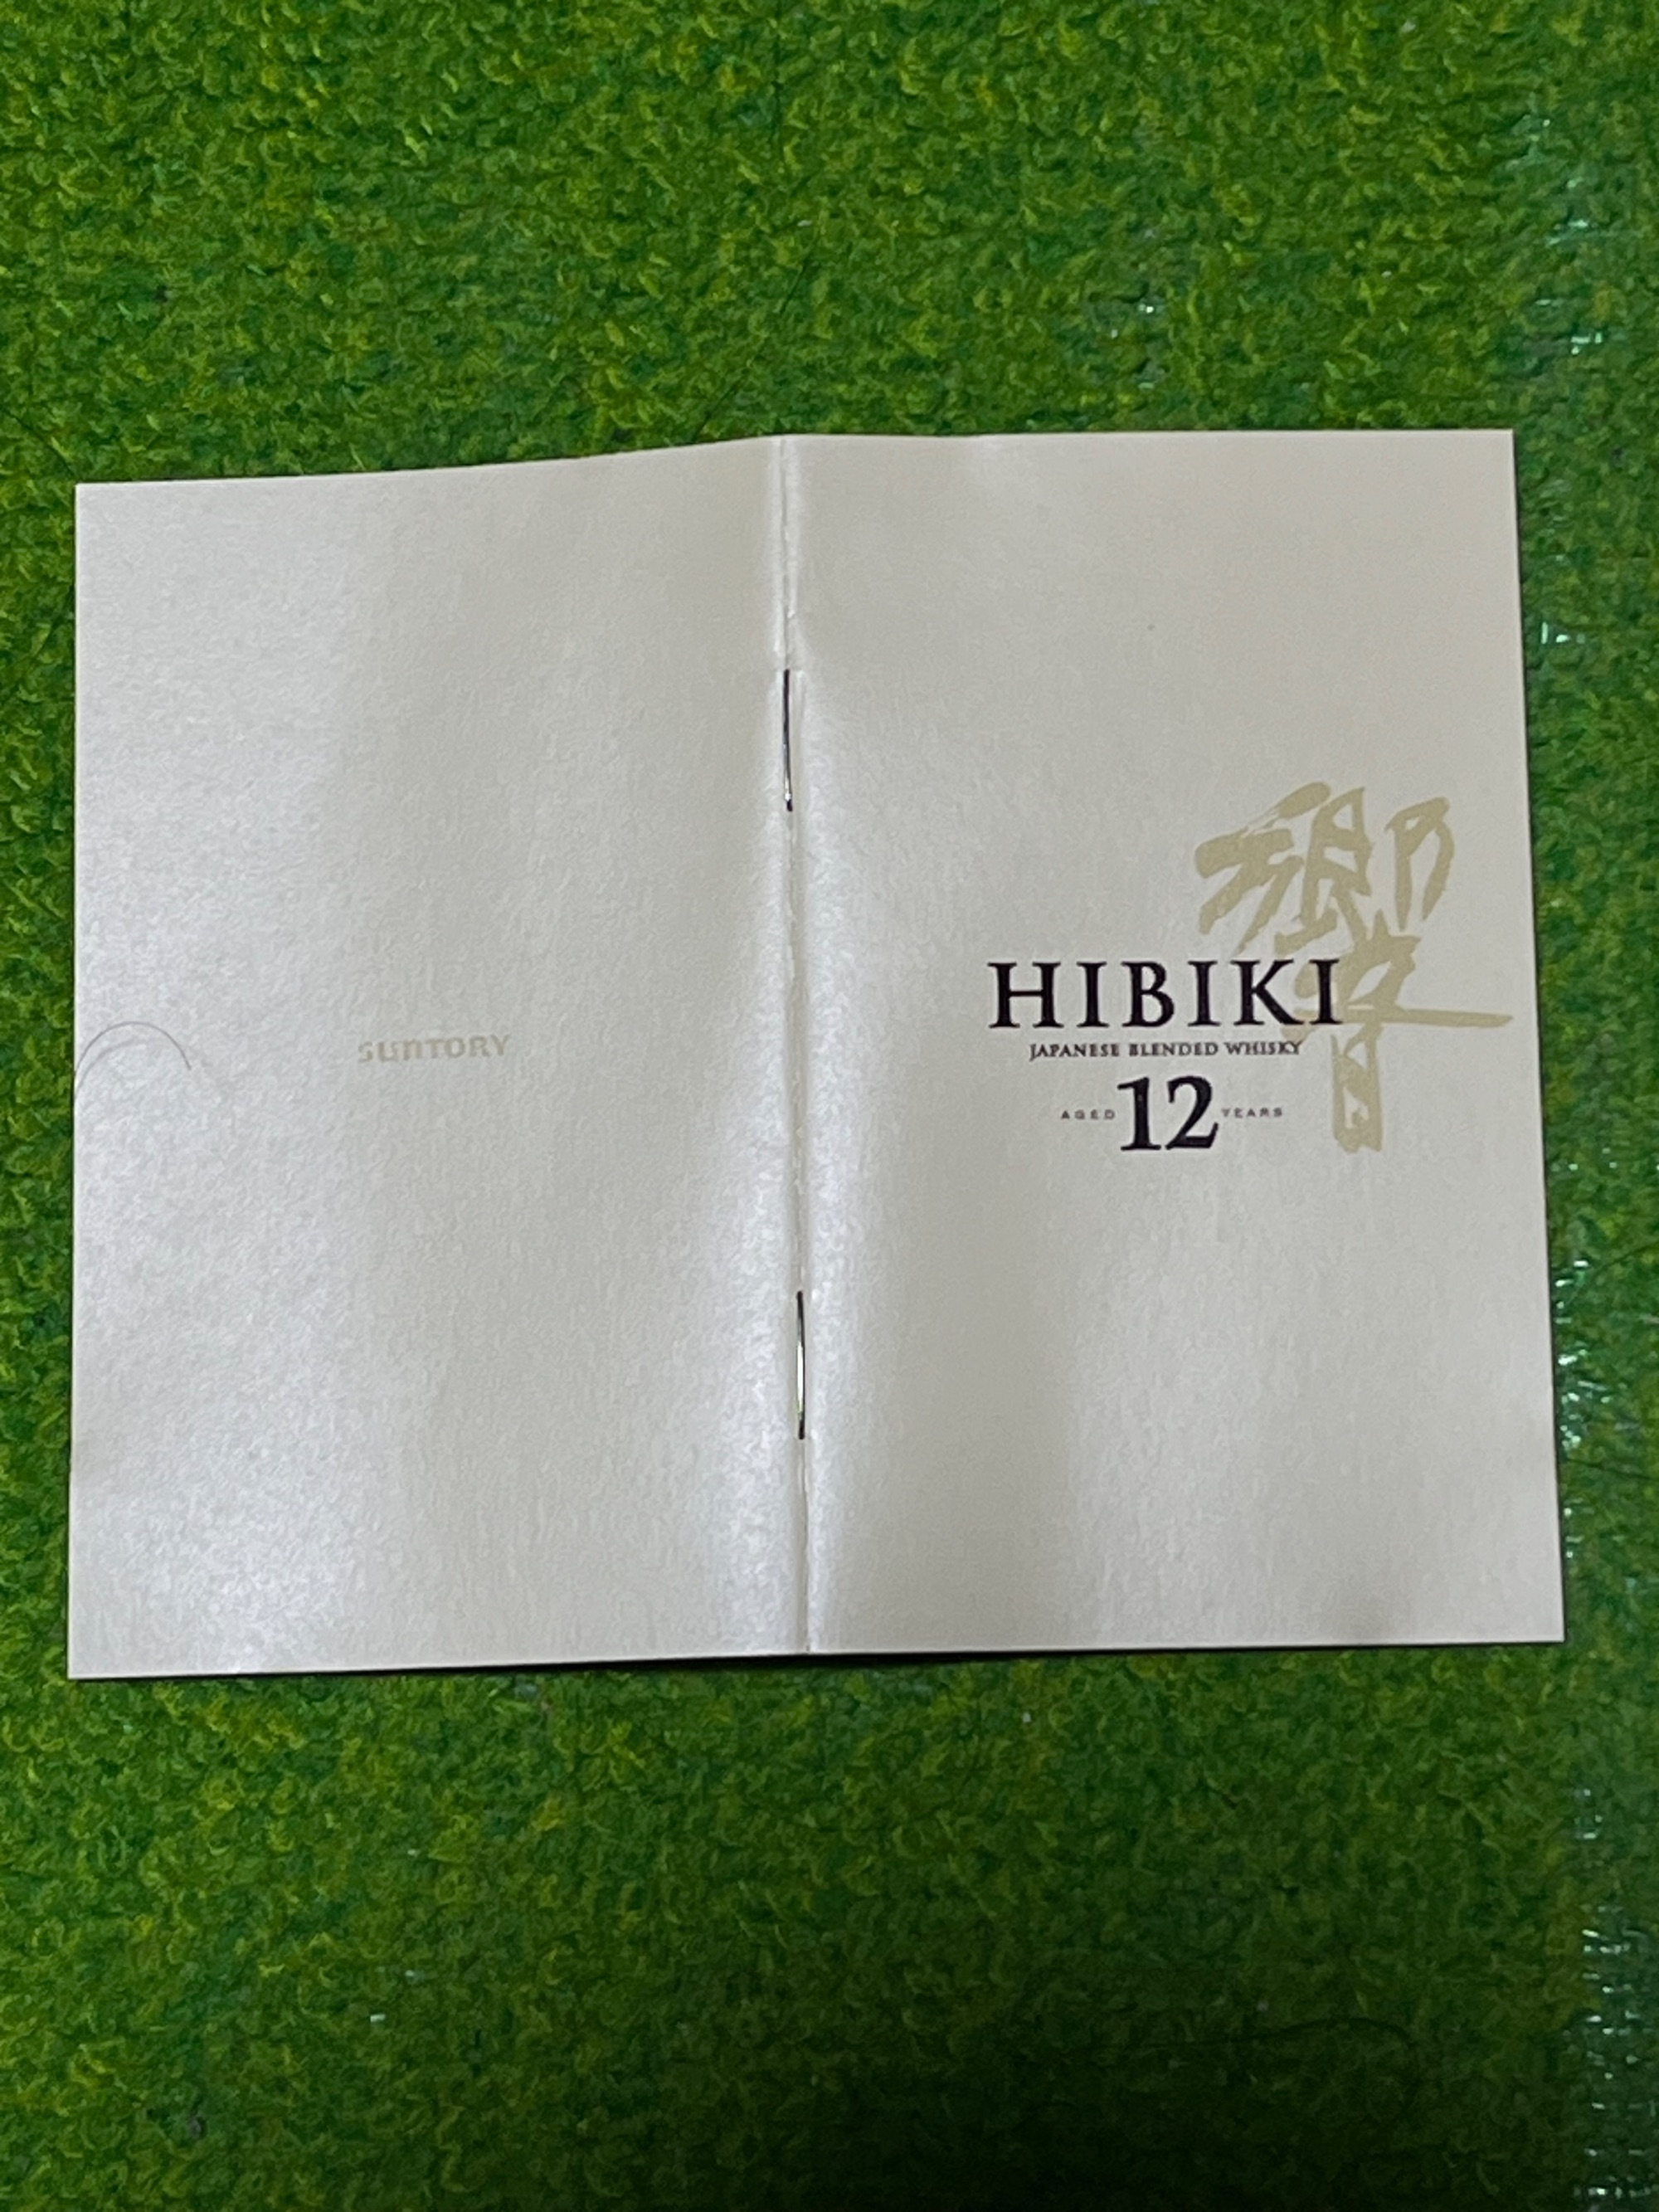 SUNTORY
響
HIBIKI
JAPANESE BLENDED WHISKY
AGED 12 YEARS